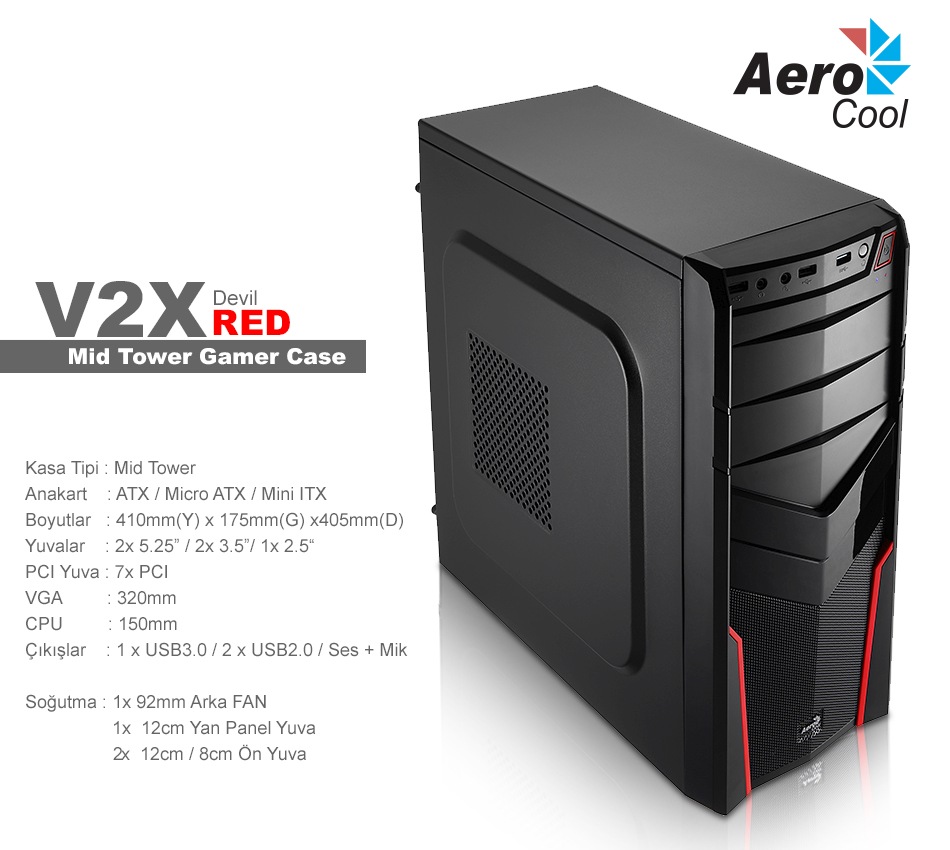 Aero
Cool
V2X Devil
RED
Mid Tower Gamer Case
Kasa Tipi : Mid Tower
Anakart : ATX / Micro ATX / Mini ITX
Boyutlar : 410mm(Y) x 175mm(G) x405mm(D)
Yuvalar : 2x 5.25” / 2x 3.5”/ 1x 2.5“
PCI Yuva : 7x PCI
VGA : 320mm
CPU : 150mm
Çıkışlar : 1 x USB3.0 / 2 x USB2.0 / Ses + Mik
Soğutma : 1x 92mm Arka FAN
1x 12cm Yan Panel Yuva
2x 12cm / 8cm Ön Yuva
Aero
Cool